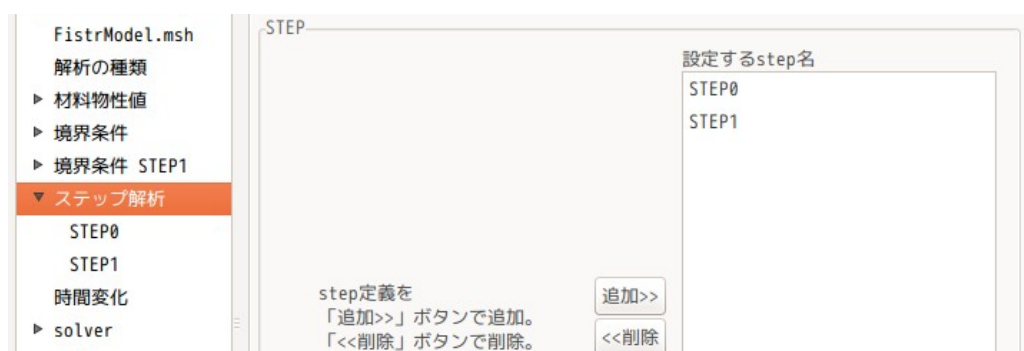 FistrModel.msh
解析の種類
材料物性値
境界条件
境界条件 STEP1
ステップ解析
STEP0
STEP1
時間変化
solver
STEP
設定するstep名
STEP0
STEP1
step定義を
「追加>>」ボタンで追加。
「<<削除」ボタンで削除。
追加>>
<<削除